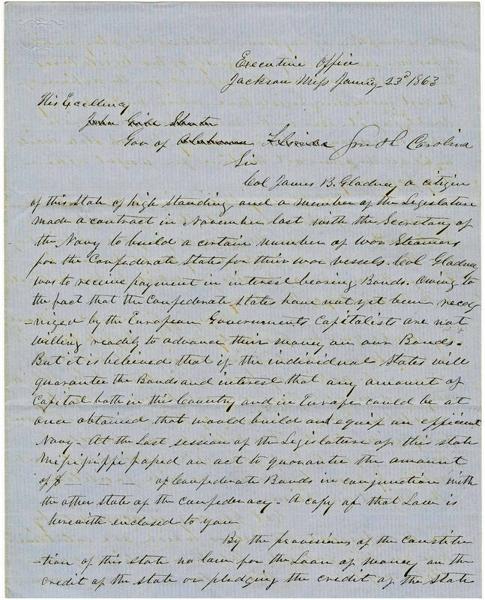 Executive Office
Jackson Miss Januy 23d 1863
His Excellency
John Shorter
Gov of Alabama Florida South Carolina
Sir
Col James B. Gladney a citizen
of this State of high standing and a member of the Legislature
made a contract in November last with the Secretary of
the Navy to build a certain number of war Steamers
for the Confederate States for their war vessels. Col Gladney
was to receive payment in interest bearing Bonds. Owing to
the fact that the Confederate States have not yet been recog
-nized by the European Governments Capitalists are not
willing readily to advance their money on our Bonds.
But it is believed that if the individual States will
guarantee the Bonds and interest that any amount of
Capital both in this Country and in Europe could be at
once obtained that would build and equip an efficient
Navy. At the last session of the Legislature of this state
Mississippi passed an act to guarantee the amount
of $ of Confederate Bonds in conjunction with
the other State of the confederacy. A copy of that Law is
herewith enclosed to you
By the provisions of the Constitu
-tion of this state no law for the Loan of money on the
credit of the state or pledging the credit of the state